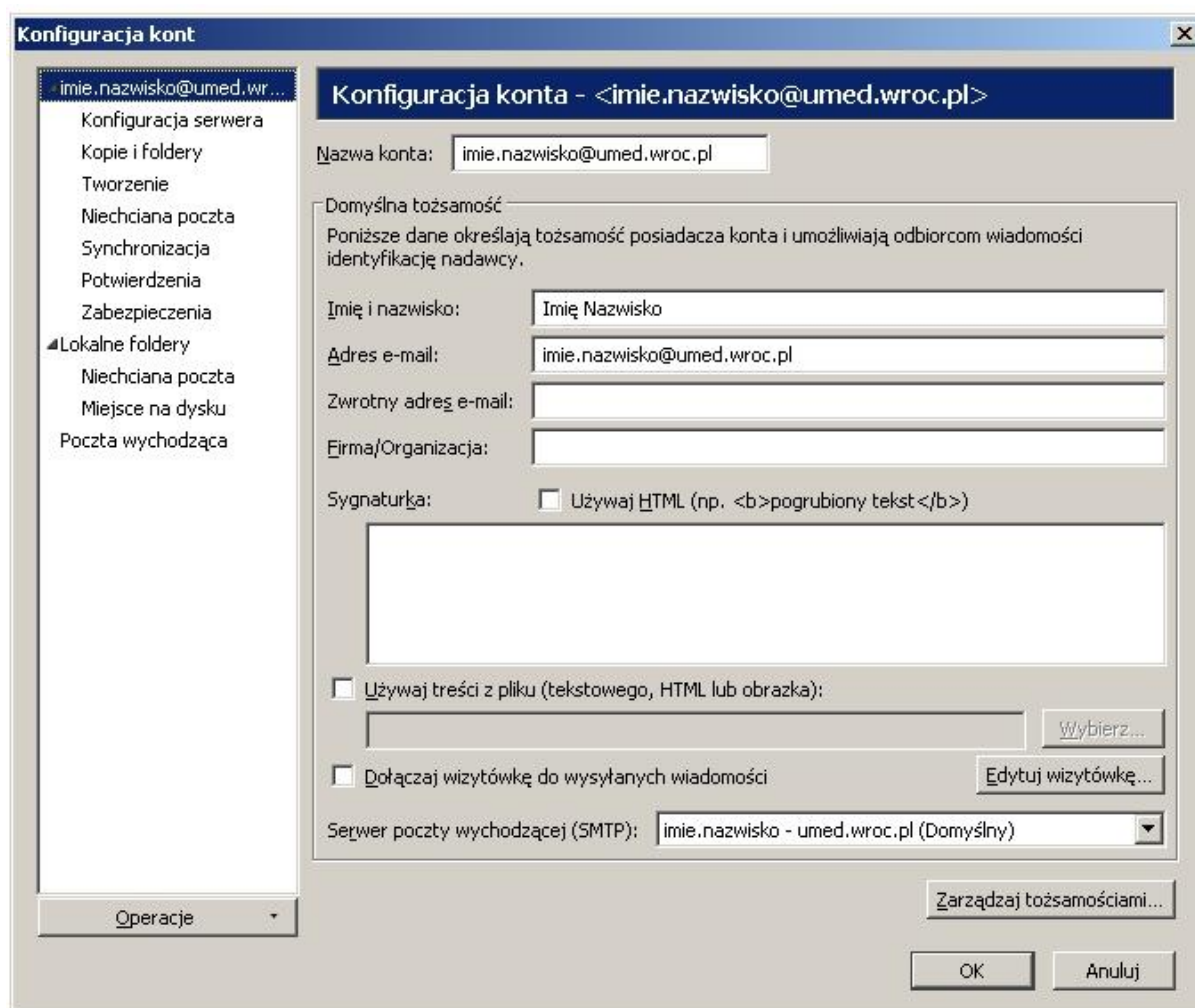 Konfiguracja kont
imie.nazwisko@umed.wr...
Konfiguracja serwera
Kopie i foldery
Tworzenie
Niechciana poczta
Synchronizacja
Potwierdzenia
Zabezpieczenia
Lokalne foldery
Niechciana poczta
Miejsce na dysku
Poczta wychodząca
Operacje
Konfiguracja konta - <imie.nazwisko@umed.wroc.pl>
Nazwa konta: imie.nazwisko@umed.wroc.pl
Domyślna tożsamość
Poniższe dane określają tożsamość posiadacza konta i umożliwiają odbiorcom wiadomości
identyfikację nadawcy.
Imię i nazwisko: Imię Nazwisko
Adres e-mail: imie.nazwisko@umed.wroc.pl
Zwrotny adres e-mail:
Firma/Organizacja:
Sygnaturka: Używaj HTML (np. <b>pogrubiony tekst</b>)
Używaj treści z pliku (tekstowego, HTML lub obrazka):
Wybierz...
Dołączaj wizytówkę do wysyłanych wiadomości Edytuj wizytówkę...
Serwer poczty wychodzącej (SMTP): imie.nazwisko - umed.wroc.pl (Domyślny)
Zarządzaj tożsamościami...
OK Anuluj